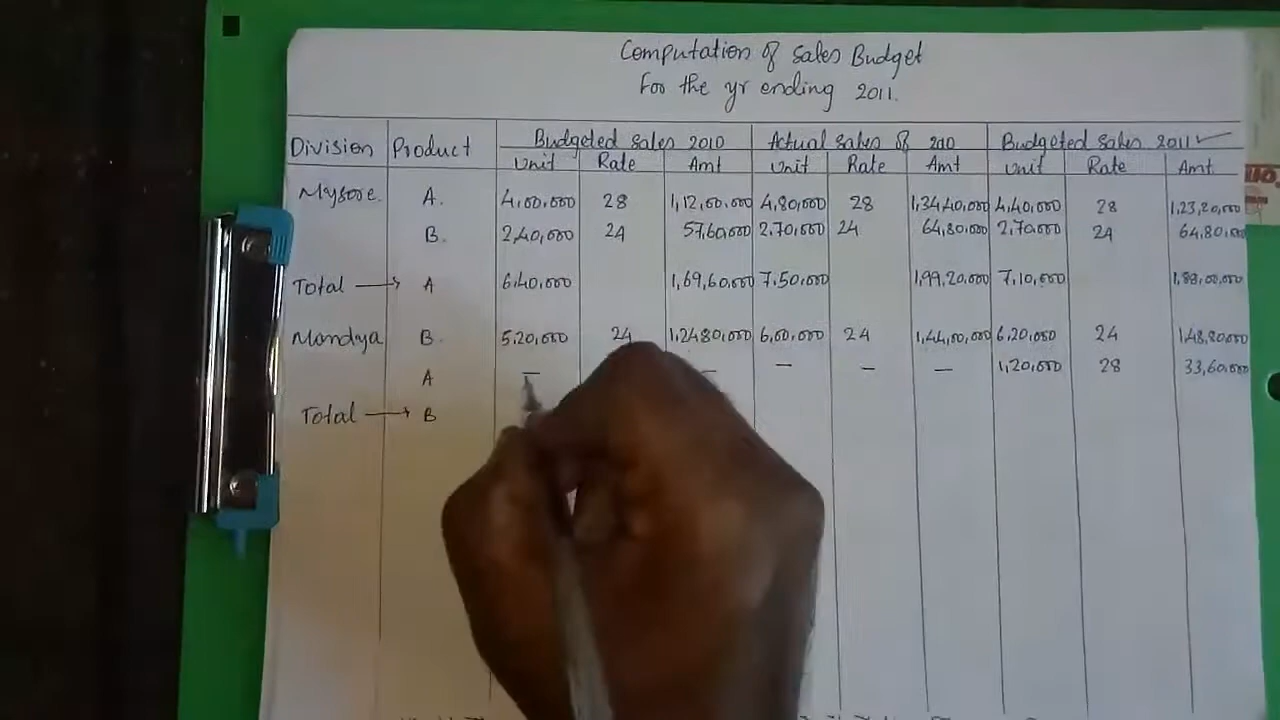 Computation of Sales Budget
For the yr ending 2011.
Division Product Budgeted Sales 2010 Actual Sales of 2010 Budgeted Sales 2011
Unit Rate Amt Unit Rate Amt Unit Rate Amt
Mysore. A. 4,00,000 28 1,12,00,000 4,80,000 28 1,34,40,000 4,40,000 28 1,23,20,000
B. 2,40,000 24 57,60,000 2,70,000 24 64,80,000 2,70,000 24 64,80,000
Total → A 6,40,000 1,69,60,000 7,50,000 1,99,20,000 7,10,000 1,88,00,000
Mandya B. 5,20,000 24 1,24,80,000 6,00,000 24 1,44,00,000 6,20,000 24 1,48,80,000
A — — — — — 1,20,000 28 33,60,000
Total → B